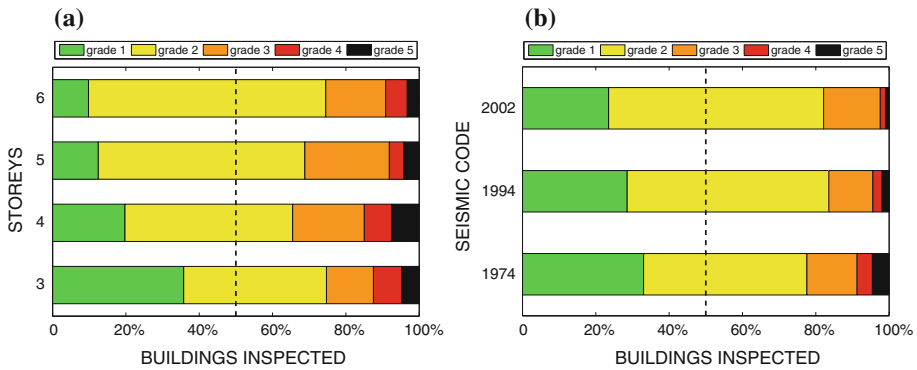 (a)
grade 1 grade 2 grade 3 grade 4 grade 5
STOREYS
6
5
4
3
0 20% 40% 60% 80% 100%
BUILDINGS INSPECTED
(b)
grade 1 grade 2 grade 3 grade 4 grade 5
SEISMIC CODE
2002
1994
1974
0 20% 40% 60% 80% 100%
BUILDINGS INSPECTED